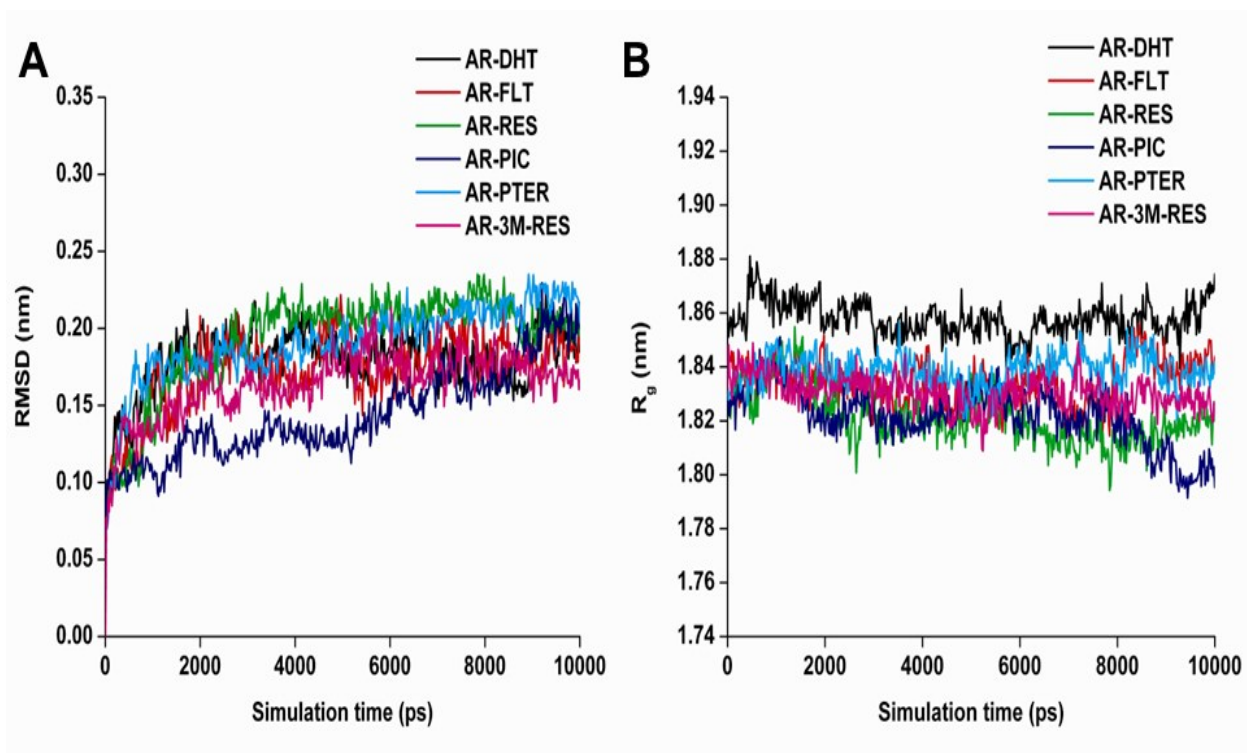 A
AR-DHT
AR-FLT
AR-RES
AR-PIC
AR-PTER
AR-3M-RES
0.35
0.30
0.25
0.20
0.15
0.10
0.05
0.00
RMSD (nm)
0 2000 4000 6000 8000 10000
Simulation time (ps)
B
AR-DHT
AR-FLT
AR-RES
AR-PIC
AR-PTER
AR-3M-RES
1.94
1.92
1.90
1.88
1.86
1.84
1.82
1.80
1.78
1.76
1.74
Rg (nm)
0 2000 4000 6000 8000 10000
Simulation time (ps)